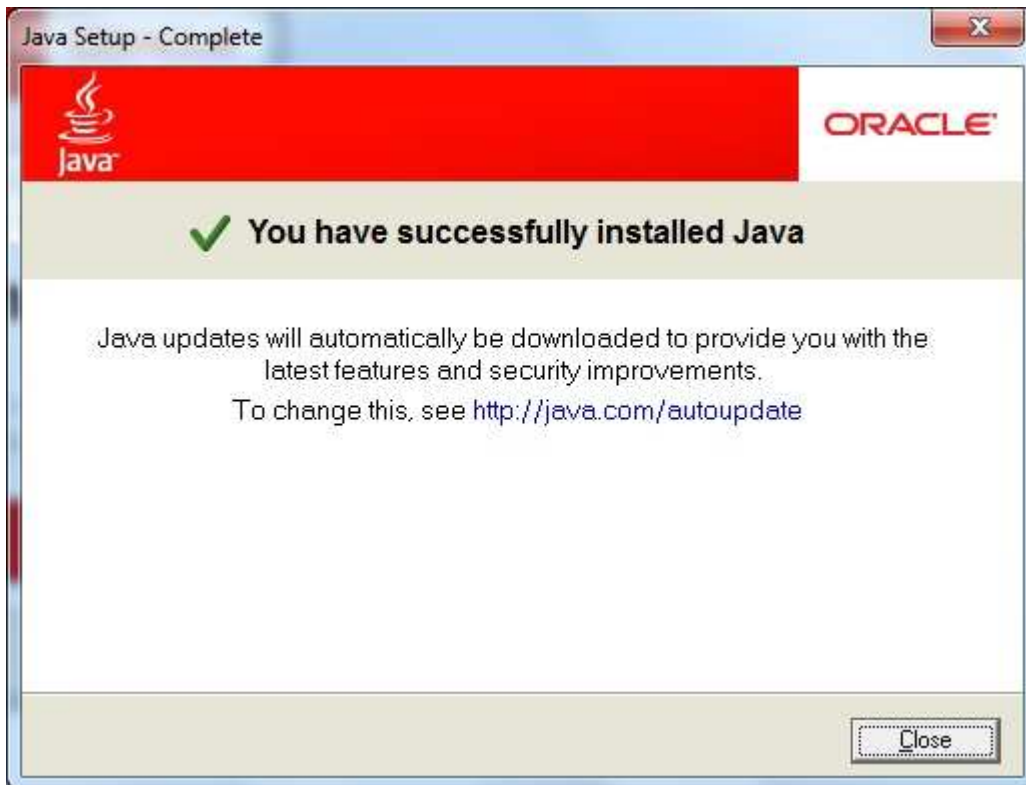 Java Setup - Complete
Java
ORACLE
You have successfully installed Java
Java updates will automatically be downloaded to provide you with the
latest features and security improvements.
To change this, see http://java.com/autoupdate
Close